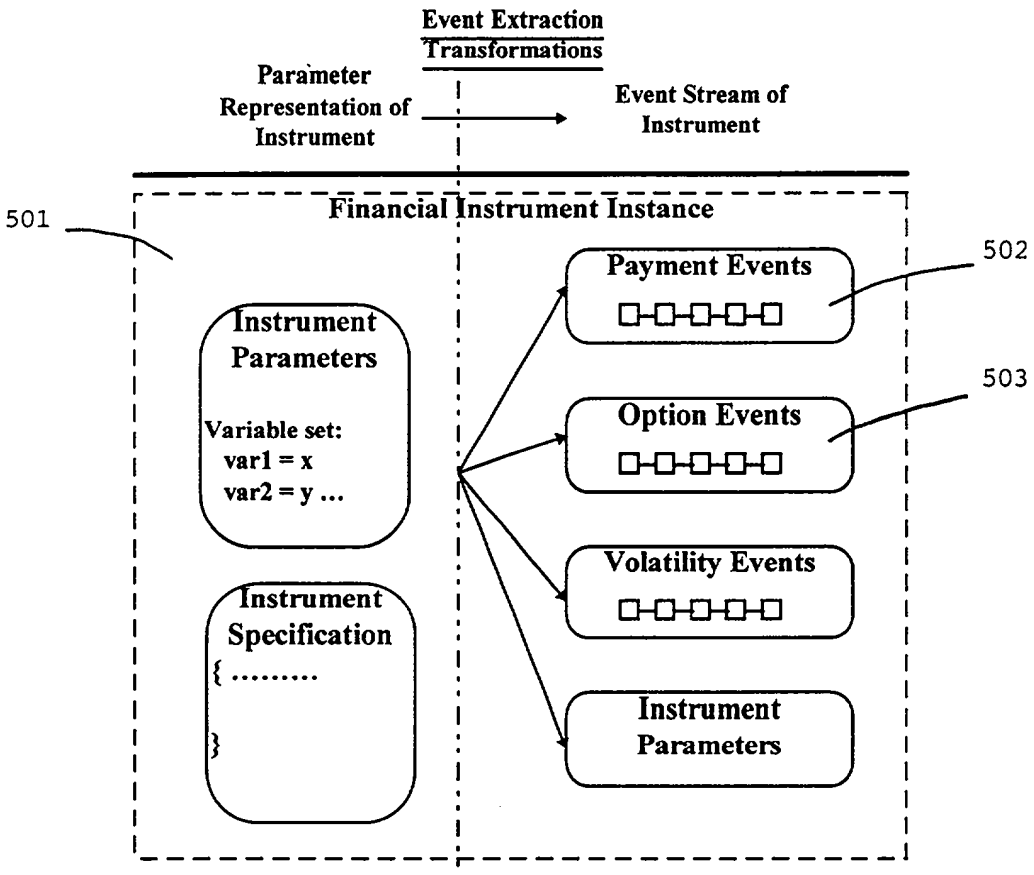 Event Extraction
Transformations
Parameter
Representation of
Instrument
Event Stream of
Instrument
Financial Instrument Instance
501
502
503
Instrument
Parameters
Variable set:
var1 = x
var2 = y ...
Instrument
Specification
{ .........
}
Payment Events
Option Events
Volatility Events
Instrument
Parameters